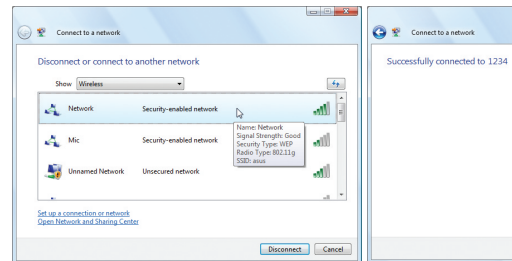 Connect to a network
Disconnect or connect to another network
Show Wireless
Network Security-enabled network
Name: Network
Signal Strength: Good
Security Type: WEP
Radio Type: 802.11g
SSID: asus
Mic Security-enabled network
Unnamed Network Unsecured network
Set up a connection or network
Open Network and Sharing Center
Disconnect Cancel
Connect to a network
Successfully connected to 1234